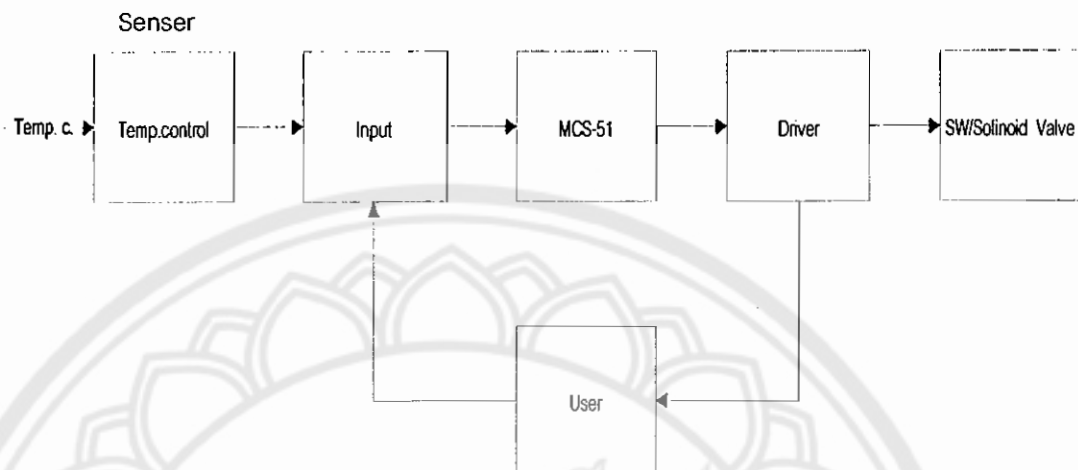 Senser
Temp. c.
Temp.control
Input
MCS-51
Driver
SW/Solinoid Valve
User